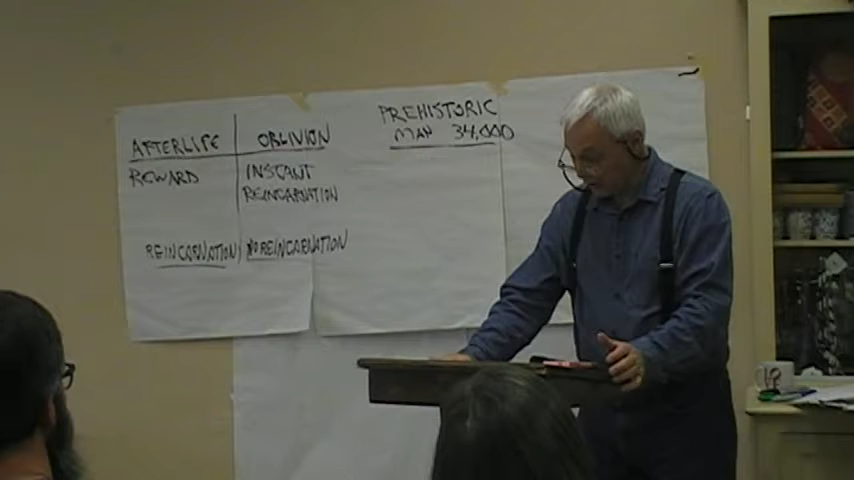 AFTERLIFE
OBLIVION
REWARD
INSTANT
REINCARNATION
REINCARNATION
NO REINCARNATION
PREHISTORIC
MAN 34,000